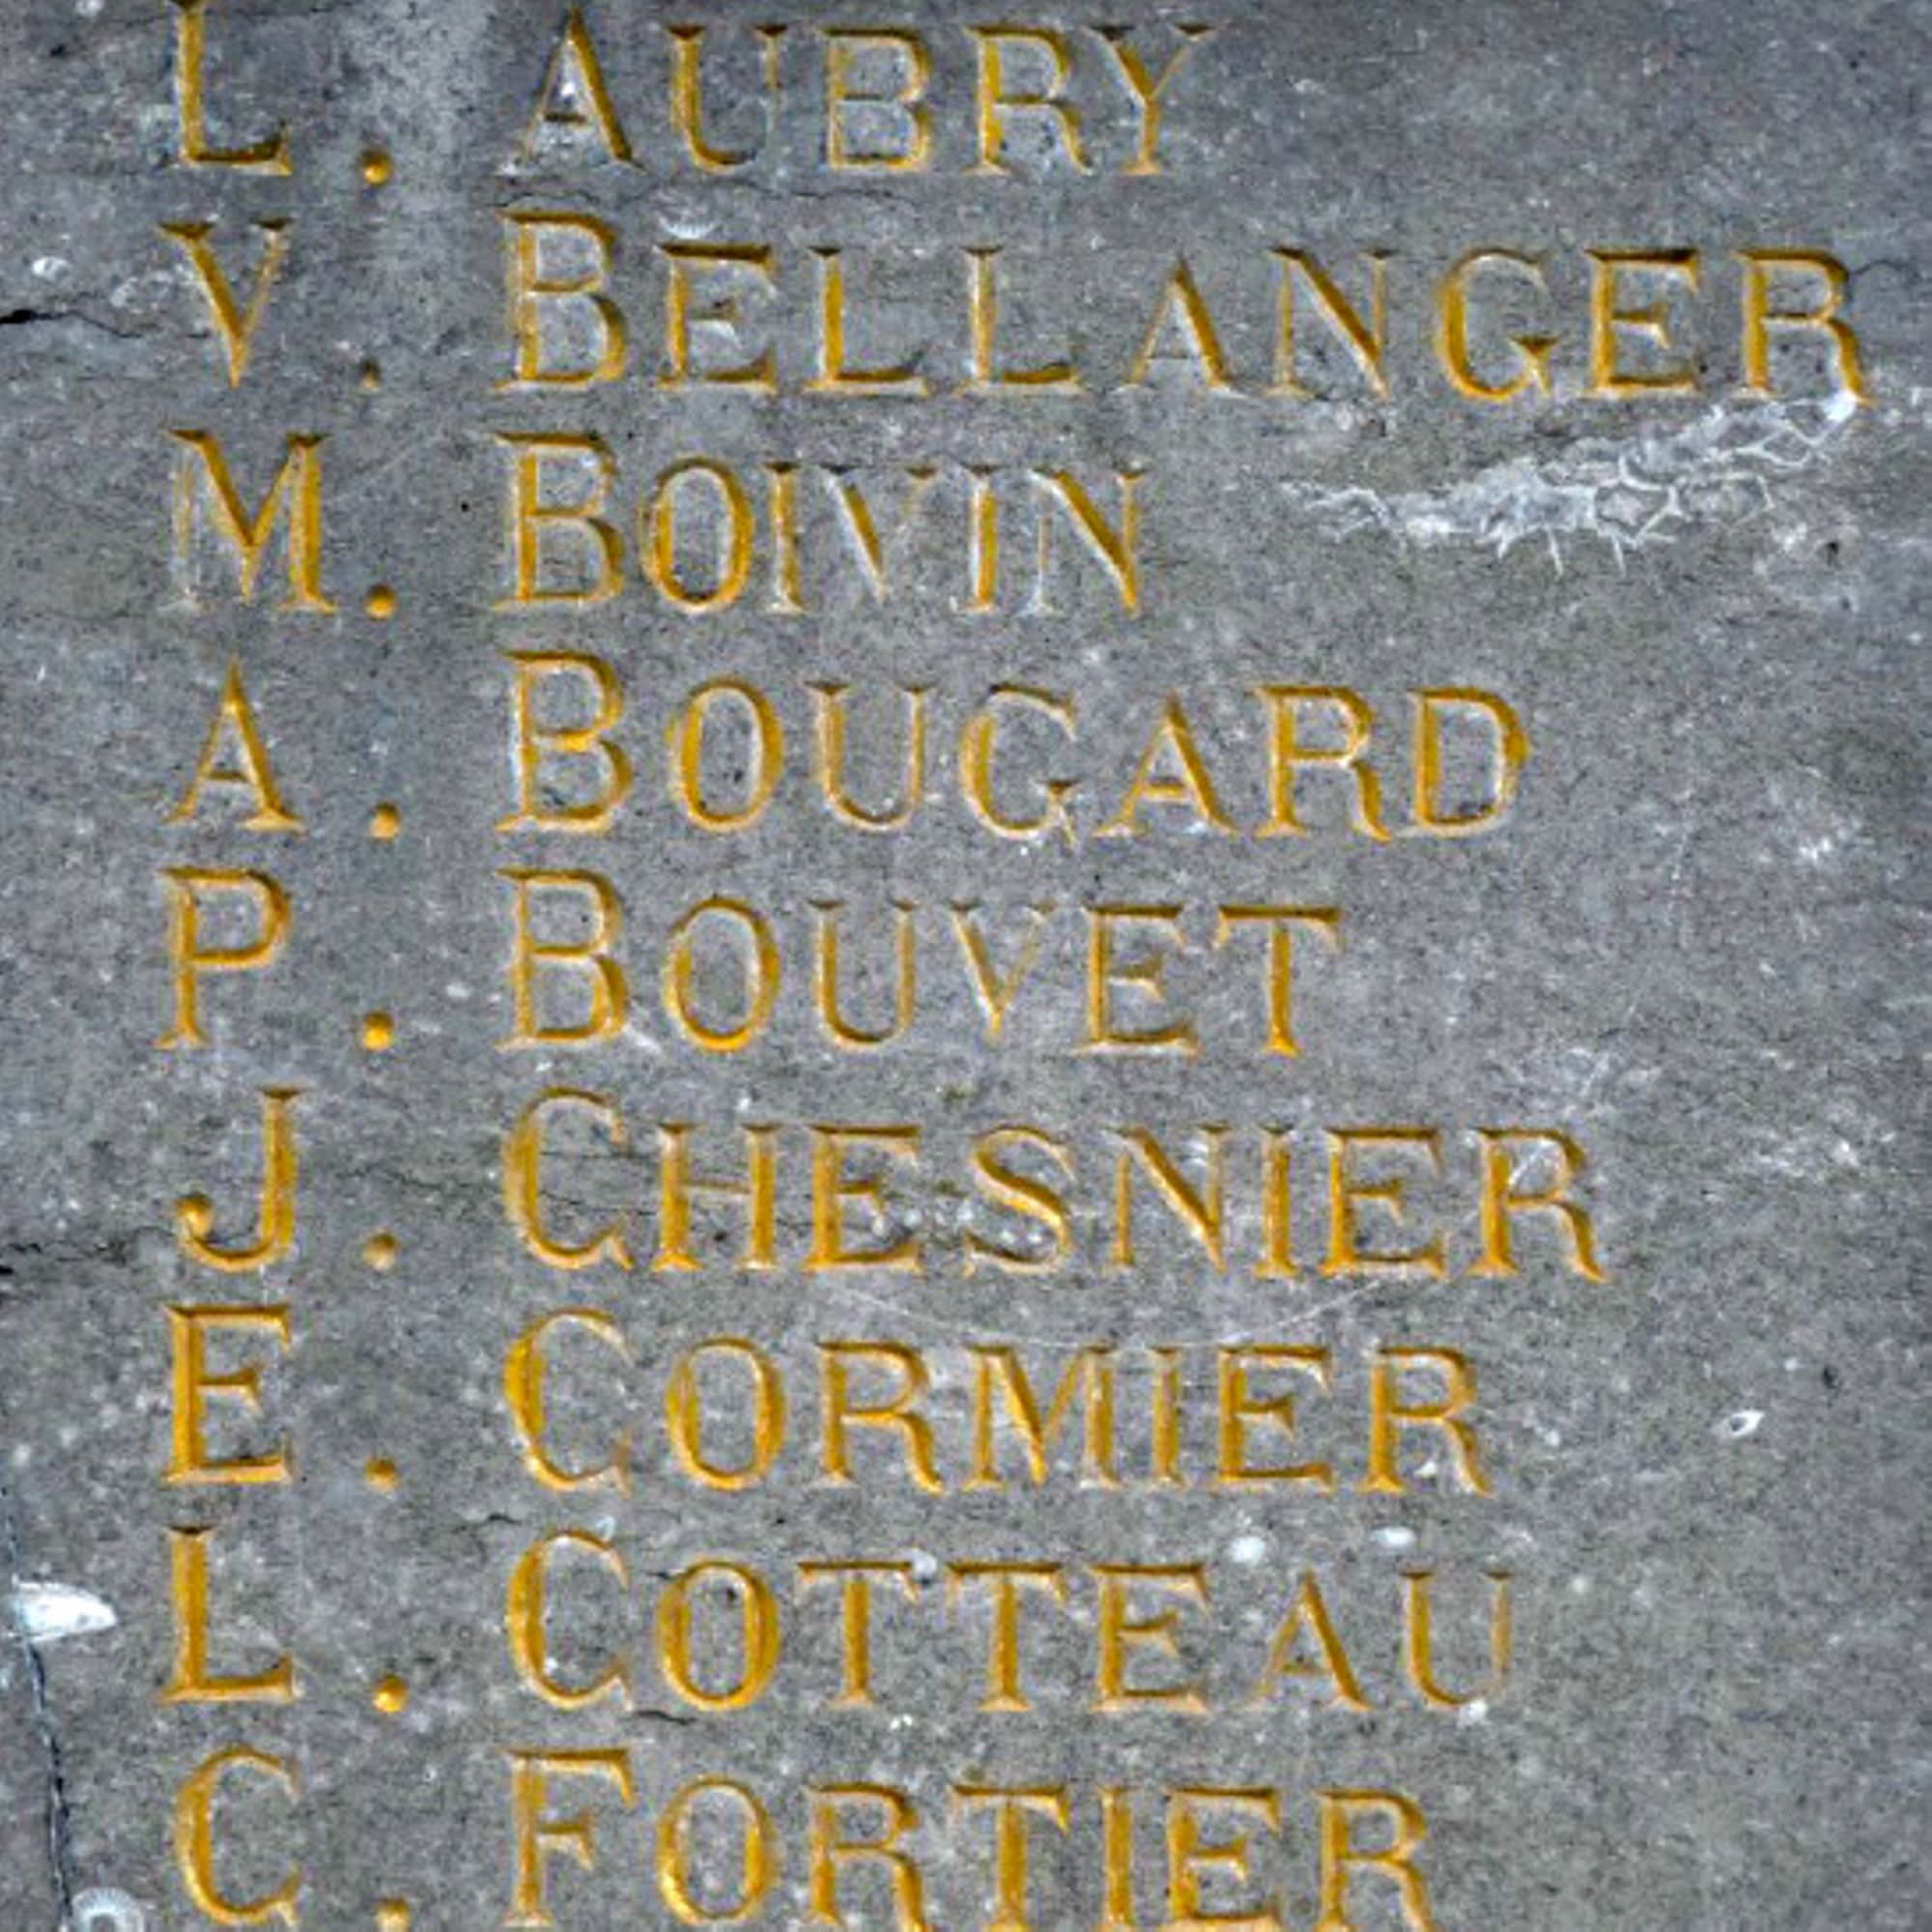 L. AUBRY
V. BELLANGER
M. BOIVIN
A. BOUGARD
P. BOUVET
J. CHESNIER
E. CORMIER
L. COTTEAU
C. FORTIER